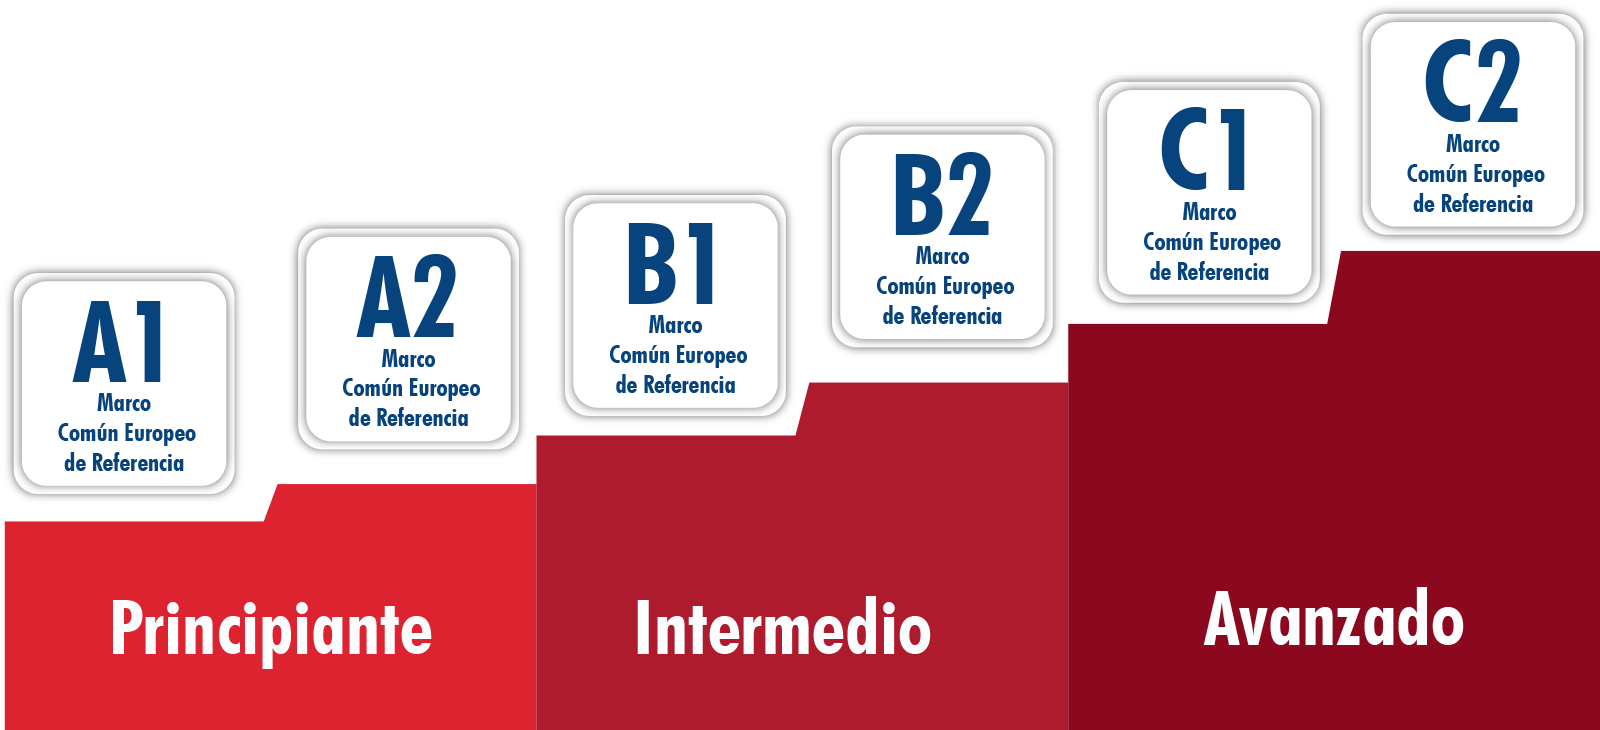 A1
Marco
Común Europeo
de Referencia
A2
Marco
Común Europeo
de Referencia
B1
Marco
Común Europeo
de Referencia
B2
Marco
Común Europeo
de Referencia
C1
Marco
Común Europeo
de Referencia
C2
Marco
Común Europeo
de Referencia
Principiante
Intermedio
Avanzado